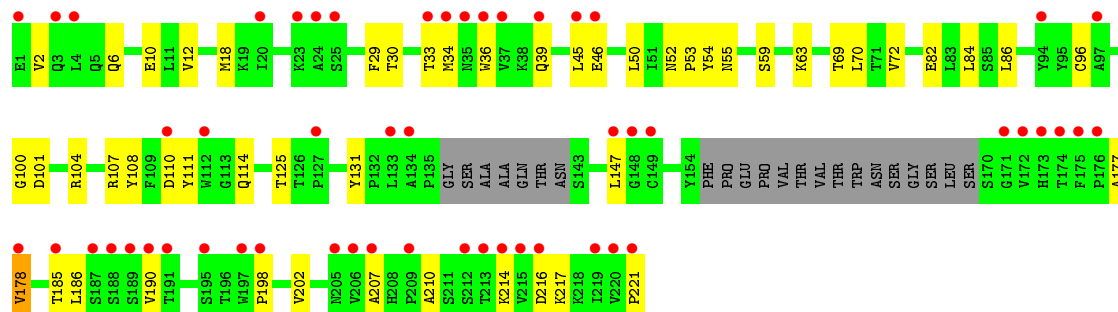 E1 V2 Q3 L4 Q5 Q6 E10 L11 V12 M18 K19 I20 K23 A24 S25 F29 T30 T33 M34 N35 W36 V37 K38 Q39 L45 E46 L50 I51 N52 P53 Y54 N55 S59 K63 T69 L70 T71 V72 E82 L83 L84 S85 L86 Y94 Y95 C96 A97
G100 D101 R104 R107 Y108 F109 D110 Y111 W112 G113 Q114 T125 T126 P127 Y131 P132 L133 A134 P135 GLY SER ALA ALA GLN THR ASN S143 L147 G148 C149 Y154 PHE PRO GLU PRO VAL THR VAL THR TRP ASN SER GLY SER LEU SER S170 G171 V172 H173 T174 F175 P176 A177
V178 T185 L186 S187 S188 S189 V190 T191 S195 T196 W197 P198 V202 N205 V206 A207 H208 P209 A210 S211 S212 T213 K214 V215 D216 K217 K218 I219 V220 P221